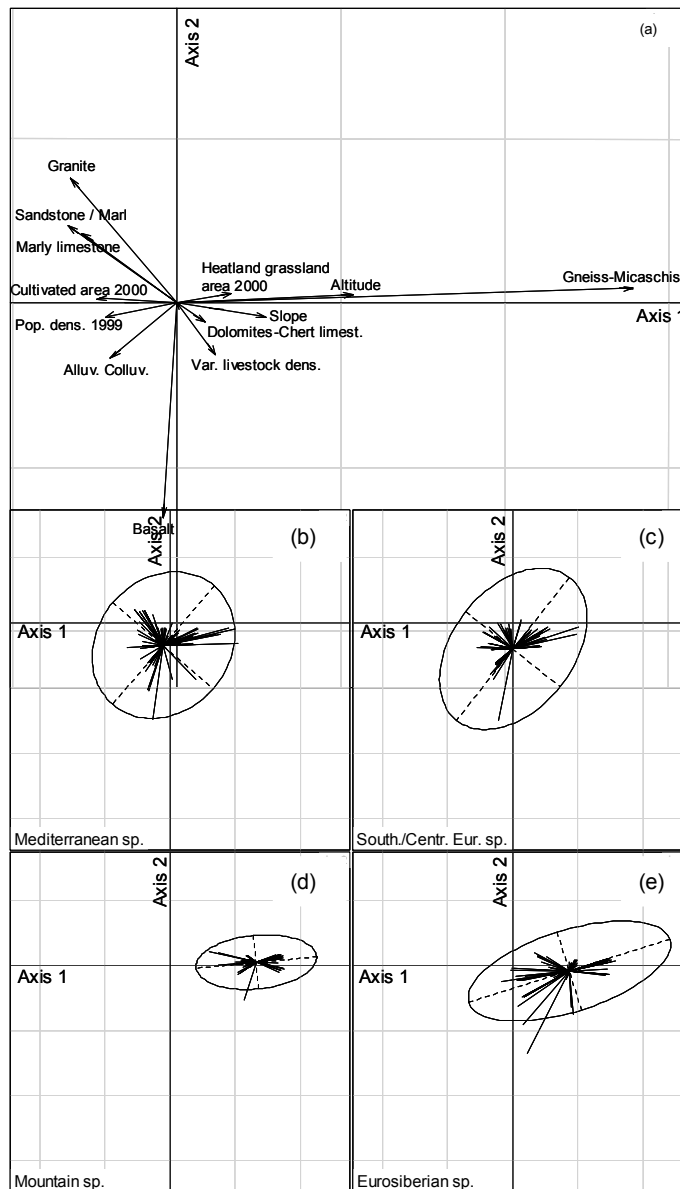 Axis 2
(a)
Granite
Sandstone / Marl
Marly limestone
Heatland grassland
area 2000
Altitude
Gneiss-Micaschis
Cultivated area 2000
Axis 1
Pop. dens. 1999
Slope
Dolomites-Chert limest.
Alluv. Colluv.
Var. livestock dens.
Basalt
Axis 2
(b)
Axis 1
Mediterranean sp.
Axis 2
(c)
Axis 1
South./Centr. Eur. sp.
Axis 2
(d)
Axis 1
Mountain sp.
Axis 2
(e)
Axis 1
Eurosiberian sp.